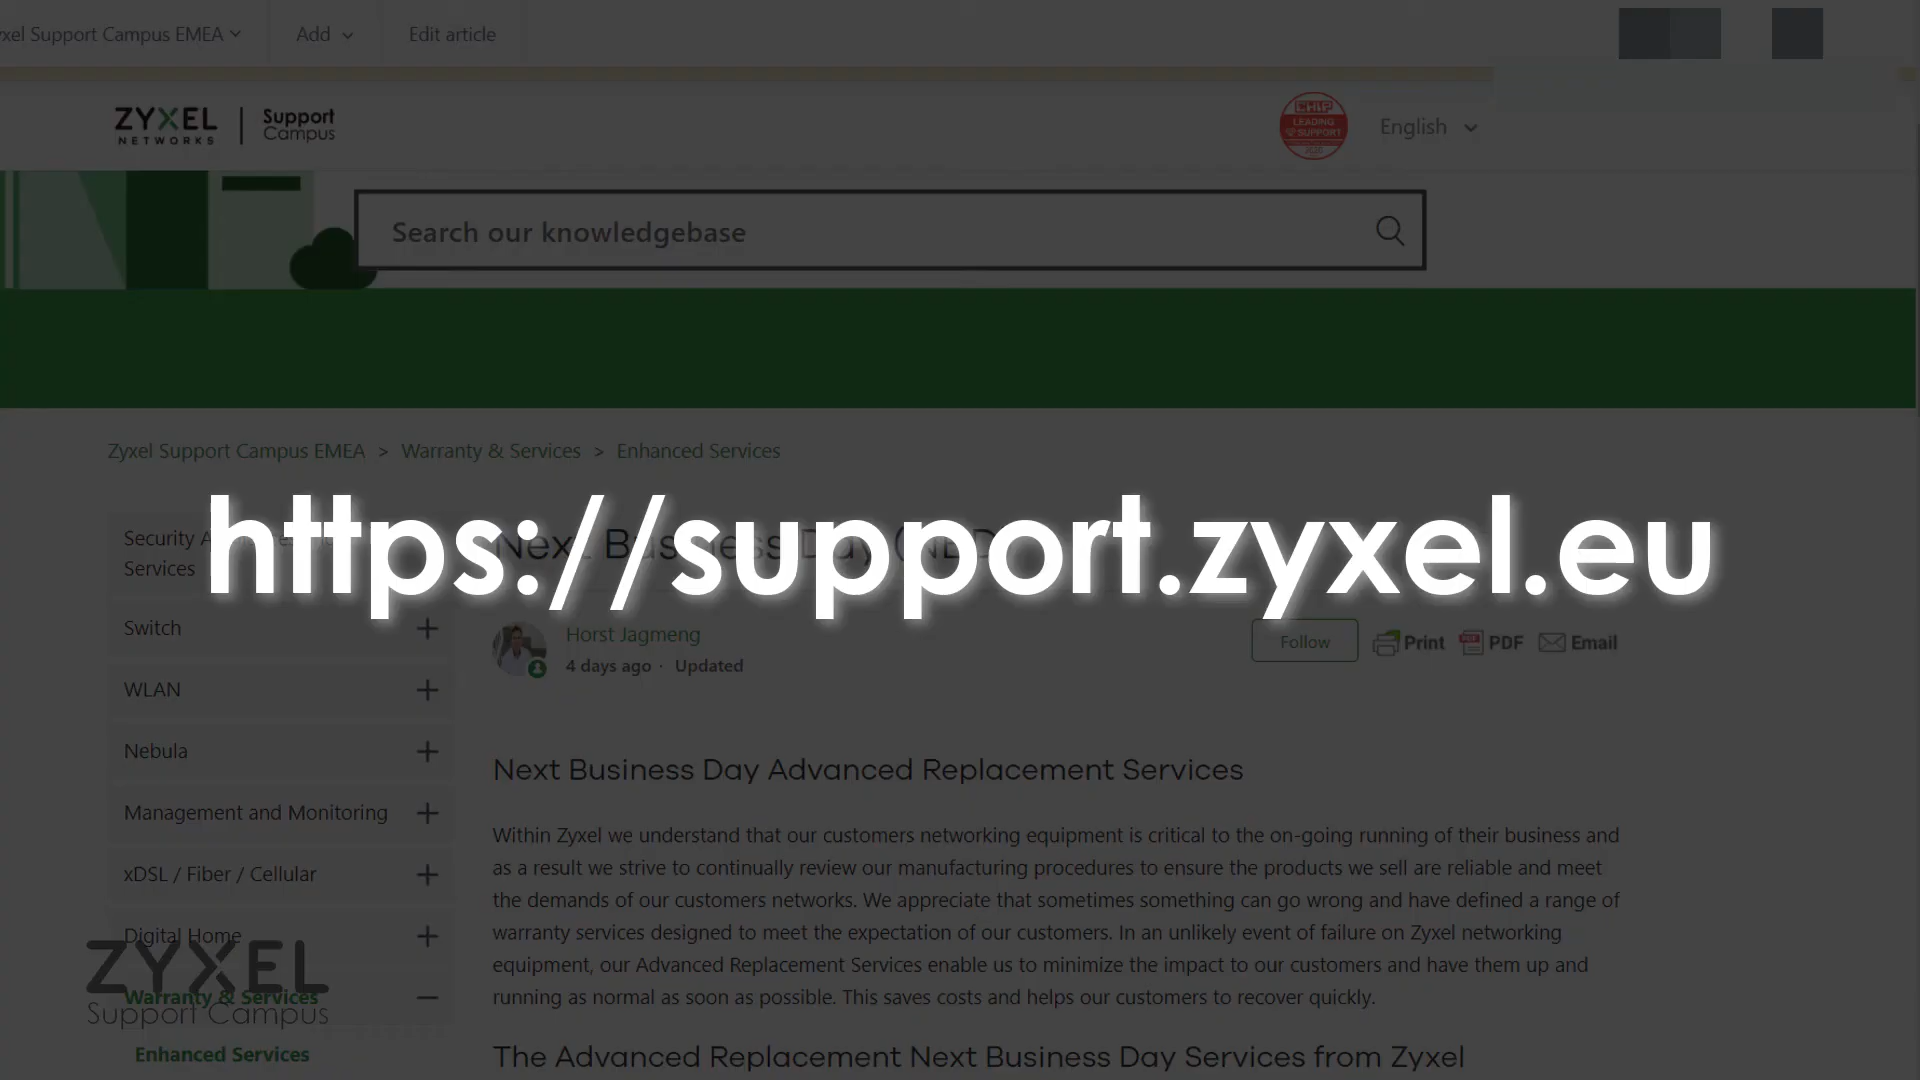 xel Support Campus EMEA
Add
Edit article
ZYXEL
NETWORKS
Support
Campus
CHIP
LEADING
SUPPORT
2020
English
Search our knowledgebase
Zyxel Support Campus EMEA > Warranty & Services > Enhanced Services
https://support.zyxel.eu
Security
Services
Next Business Day (NBD)
Switch
Horst Jagmeng
4 days ago · Updated
Follow
Print
PDF
Email
WLAN
Nebula
Next Business Day Advanced Replacement Services
Management and Monitoring
Within Zyxel we understand that our customers networking equipment is critical to the on-going running of their business and
as a result we strive to continually review our manufacturing procedures to ensure the products we sell are reliable and meet
xDSL / Fiber / Cellular
the demands of our customers networks. We appreciate that sometimes something can go wrong and have defined a range of
warranty services designed to meet the expectation of our customers. In an unlikely event of failure on Zyxel networking
Digital Home
equipment, our Advanced Replacement Services enable us to minimize the impact to our customers and have them up and
running as normal as soon as possible. This saves costs and helps our customers to recover quickly.
ZYXEL
Warranty & Services
Support Campus
Enhanced Services
The Advanced Replacement Next Business Day Services from Zyxel